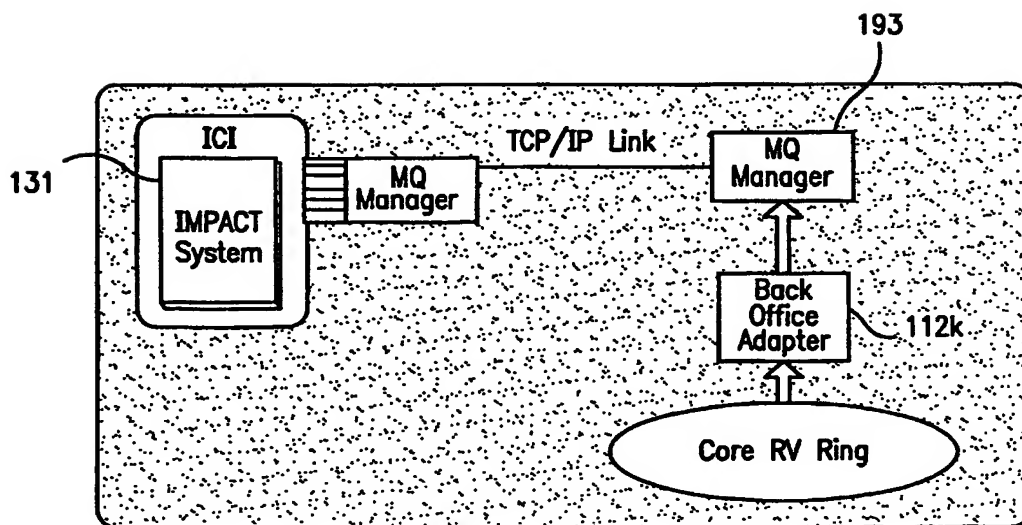 193
ICI
131
IMPACT
System
MQ
Manager
TCP/IP Link
MQ
Manager
Back
Office
Adapter
112k
Core RV Ring